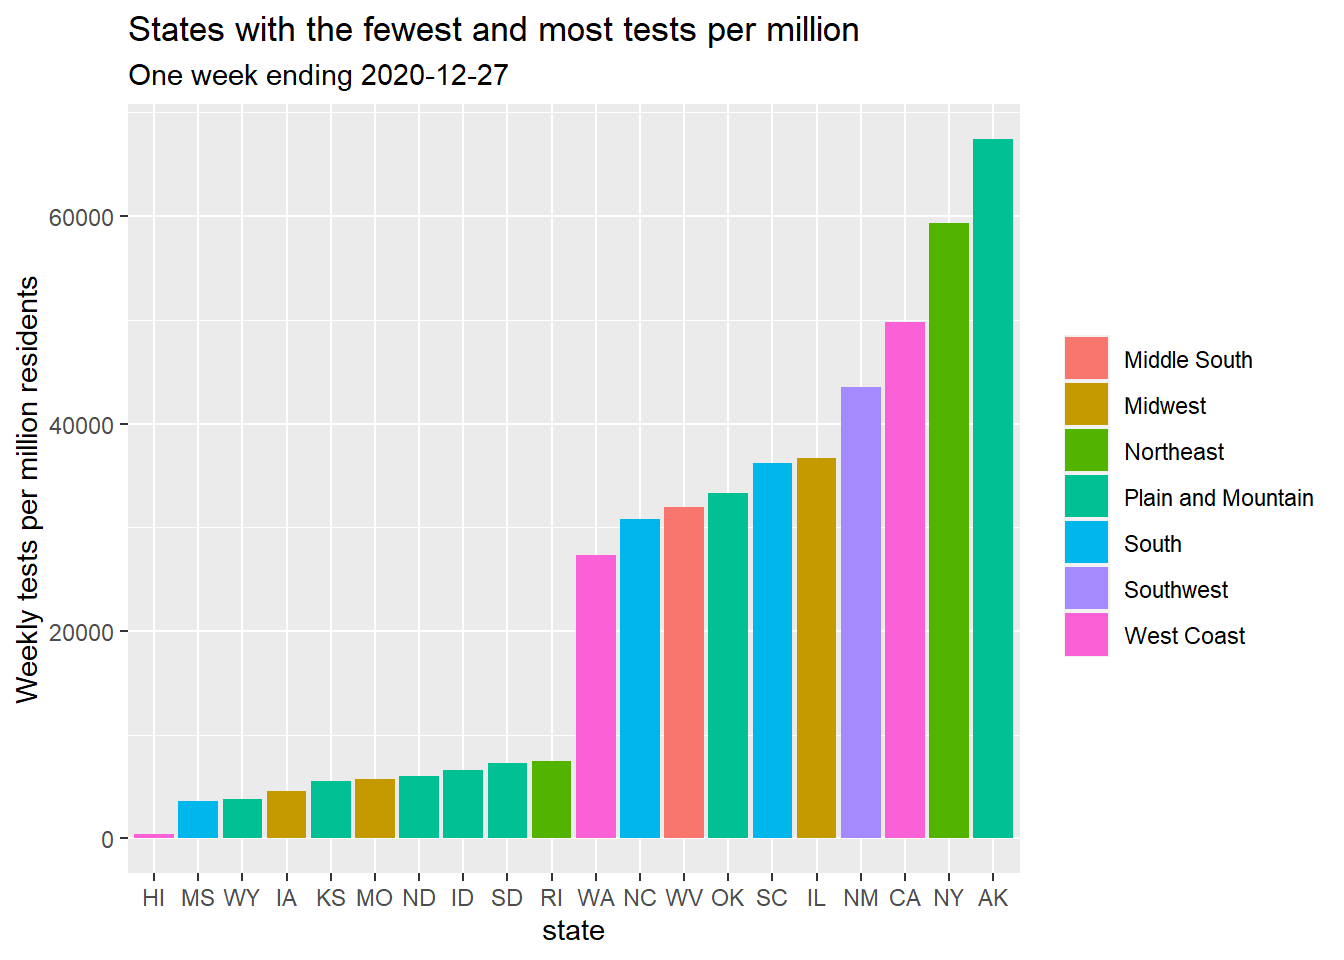 States with the fewest and most tests per million
One week ending 2020-12-27
Weekly tests per million residents
60000
40000
20000
0
HI MS WY IA KS MO ND ID SD RI WA NC WV OK SC IL NM CA NY AK
state
Middle South
Midwest
Northeast
Plain and Mountain
South
Southwest
West Coast